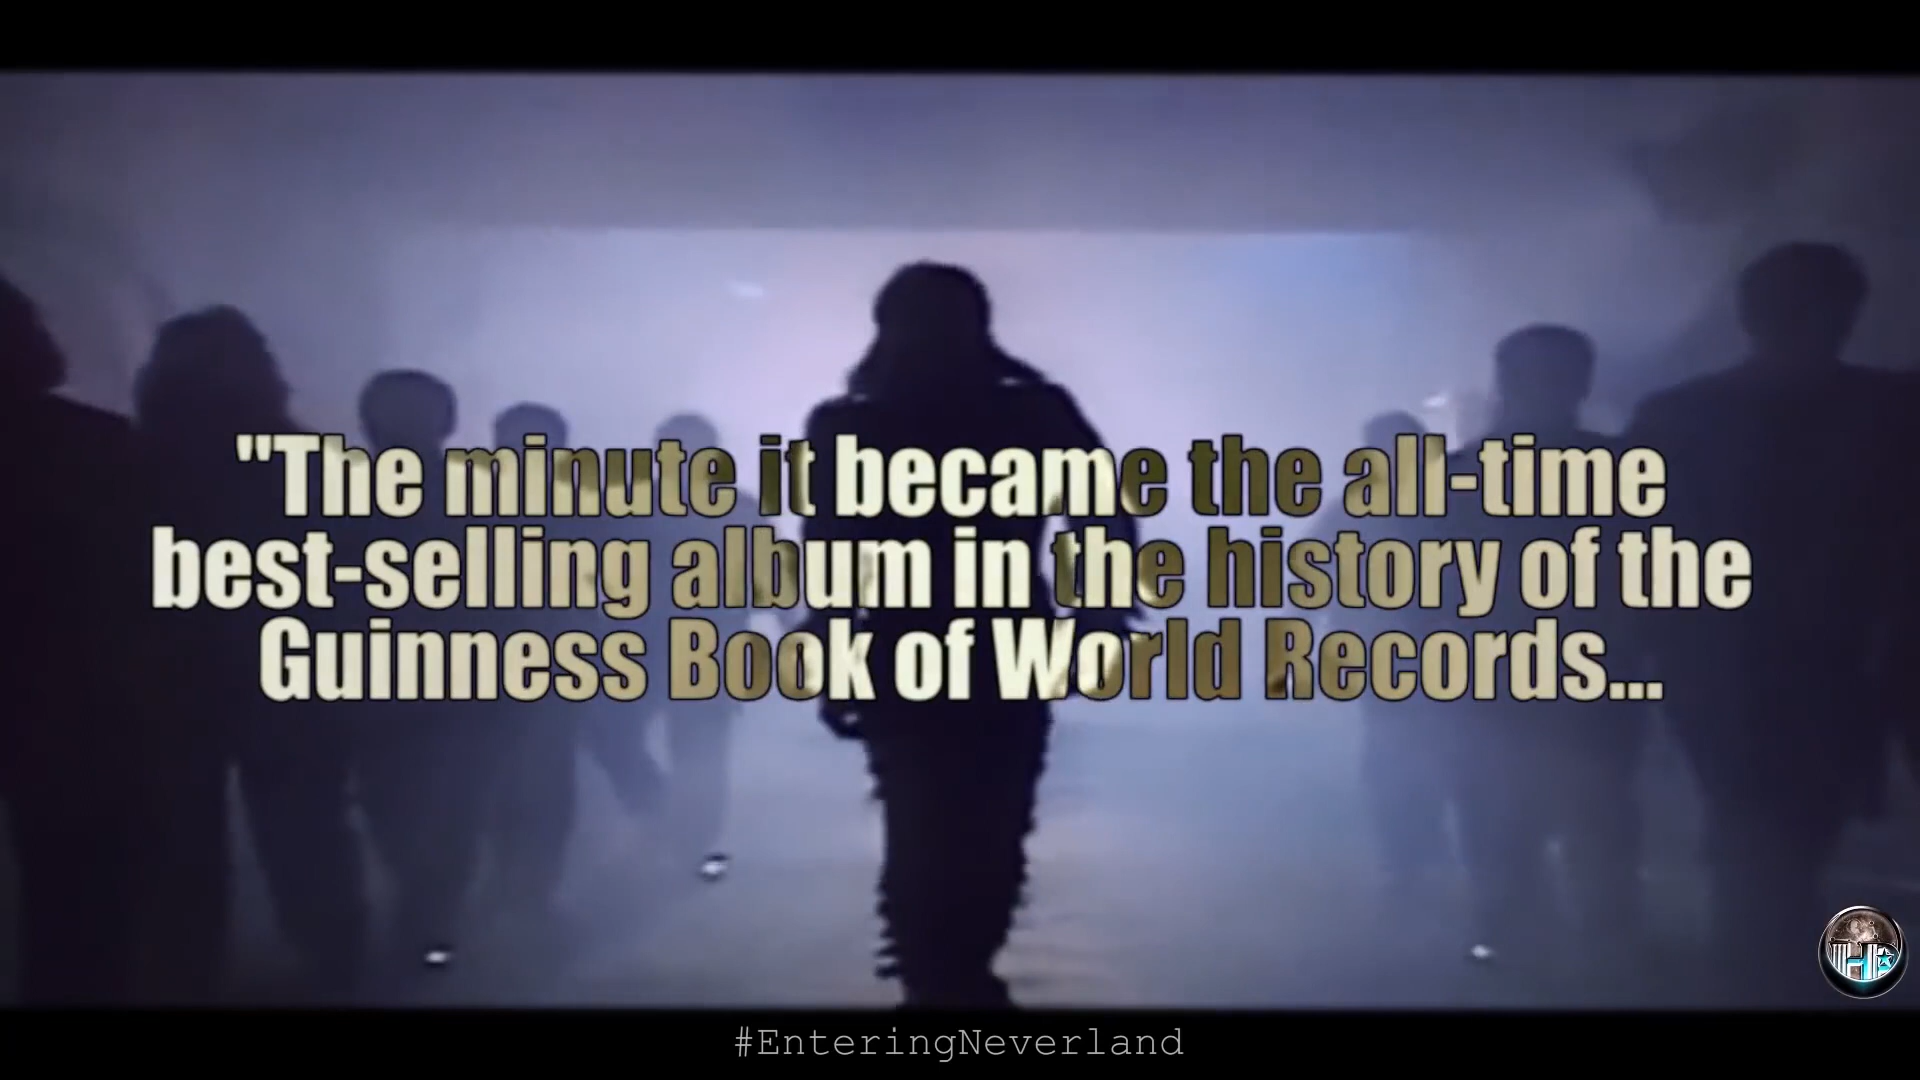 "The minute it became the all-time
best-selling album in the history of the
Guinness Book of World Records...
#EnteringNeverland